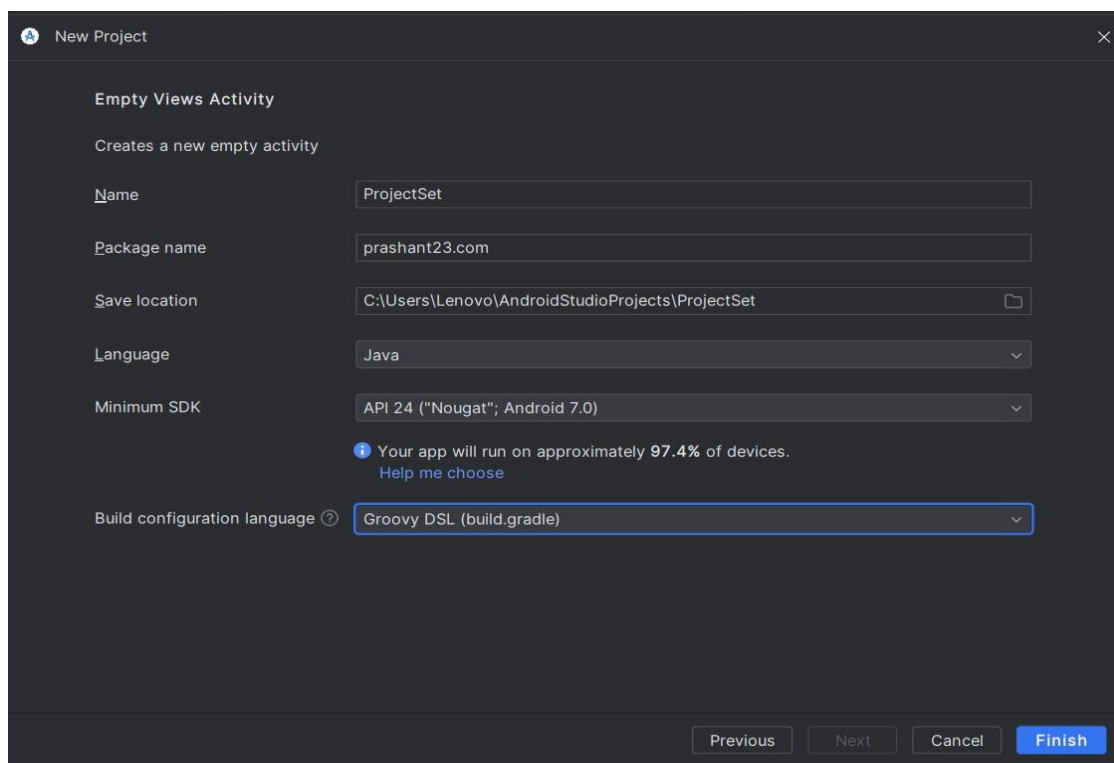 New Project
Empty Views Activity
Creates a new empty activity
Name
ProjectSet
Package name
prashant23.com
Save location
C:\Users\Lenovo\AndroidStudioProjects\ProjectSet
Language
Java
Minimum SDK
API 24 ("Nougat"; Android 7.0)
Your app will run on approximately 97.4% of devices.
Help me choose
Build configuration language
Groovy DSL (build.gradle)
Previous
Next
Cancel
Finish